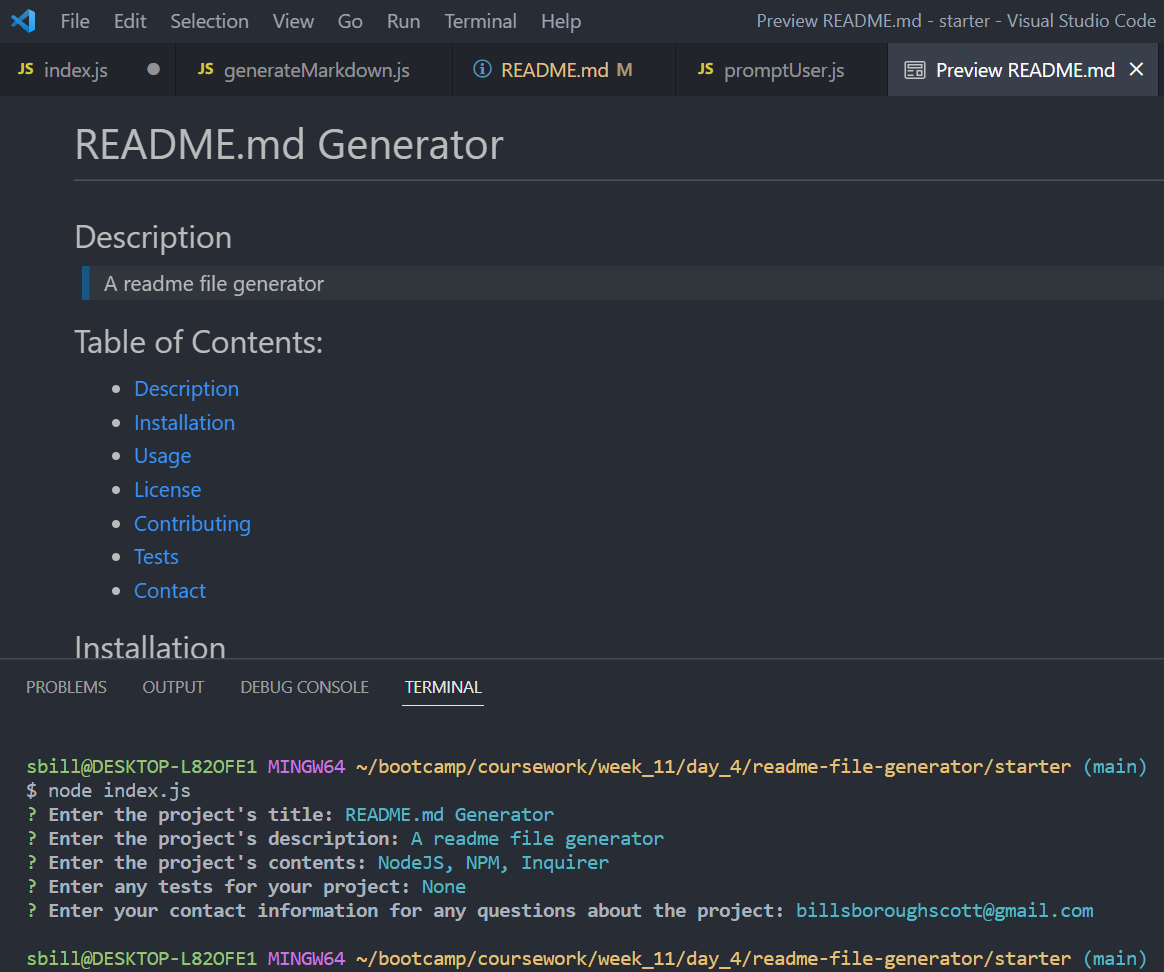 File Edit Selection View Go Run Terminal Help Preview README.md - starter - Visual Studio Code
JS index.js JS generateMarkdown.js README.md M JS promptUser.js Preview README.md
README.md Generator
Description
A readme file generator
Table of Contents:
Description
Installation
Usage
License
Contributing
Tests
Contact
Installation
PROBLEMS OUTPUT DEBUG CONSOLE TERMINAL
sbill@DESKTOP-L82OFE1 MINGW64 ~/bootcamp/coursework/week_11/day_4/readme-file-generator/starter (main)
$ node index.js
? Enter the project's title: README.md Generator
? Enter the project's description: A readme file generator
? Enter the project's contents: NodeJS, NPM, Inquirer
? Enter any tests for your project: None
? Enter your contact information for any questions about the project: billsboroughscott@gmail.com
sbill@DESKTOP-L82OFE1 MINGW64 ~/bootcamp/coursework/week_11/day_4/readme-file-generator/starter (main)